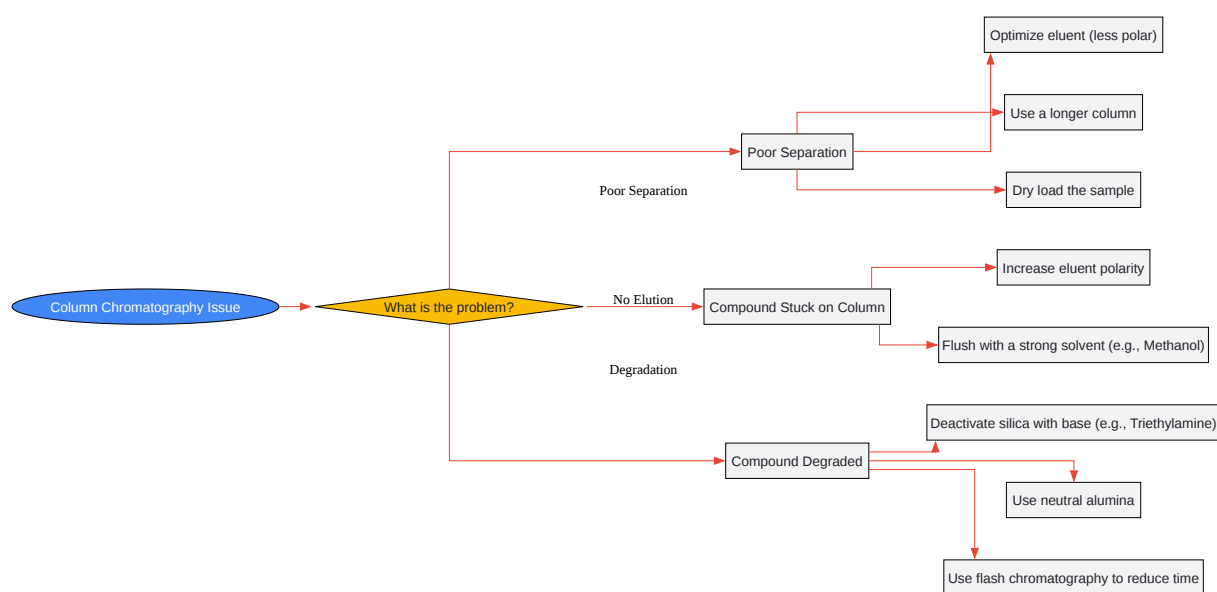 Optimize eluent (less polar)
Use a longer column
Poor Separation
Poor Separation
Dry load the sample
Increase eluent polarity
Column Chromatography Issue
What is the problem?
No Elution
Compound Stuck on Column
Flush with a strong solvent (e.g., Methanol)
Degradation
Deactivate silica with base (e.g., Triethylamine)
Compound Degraded
Use neutral alumina
Use flash chromatography to reduce time